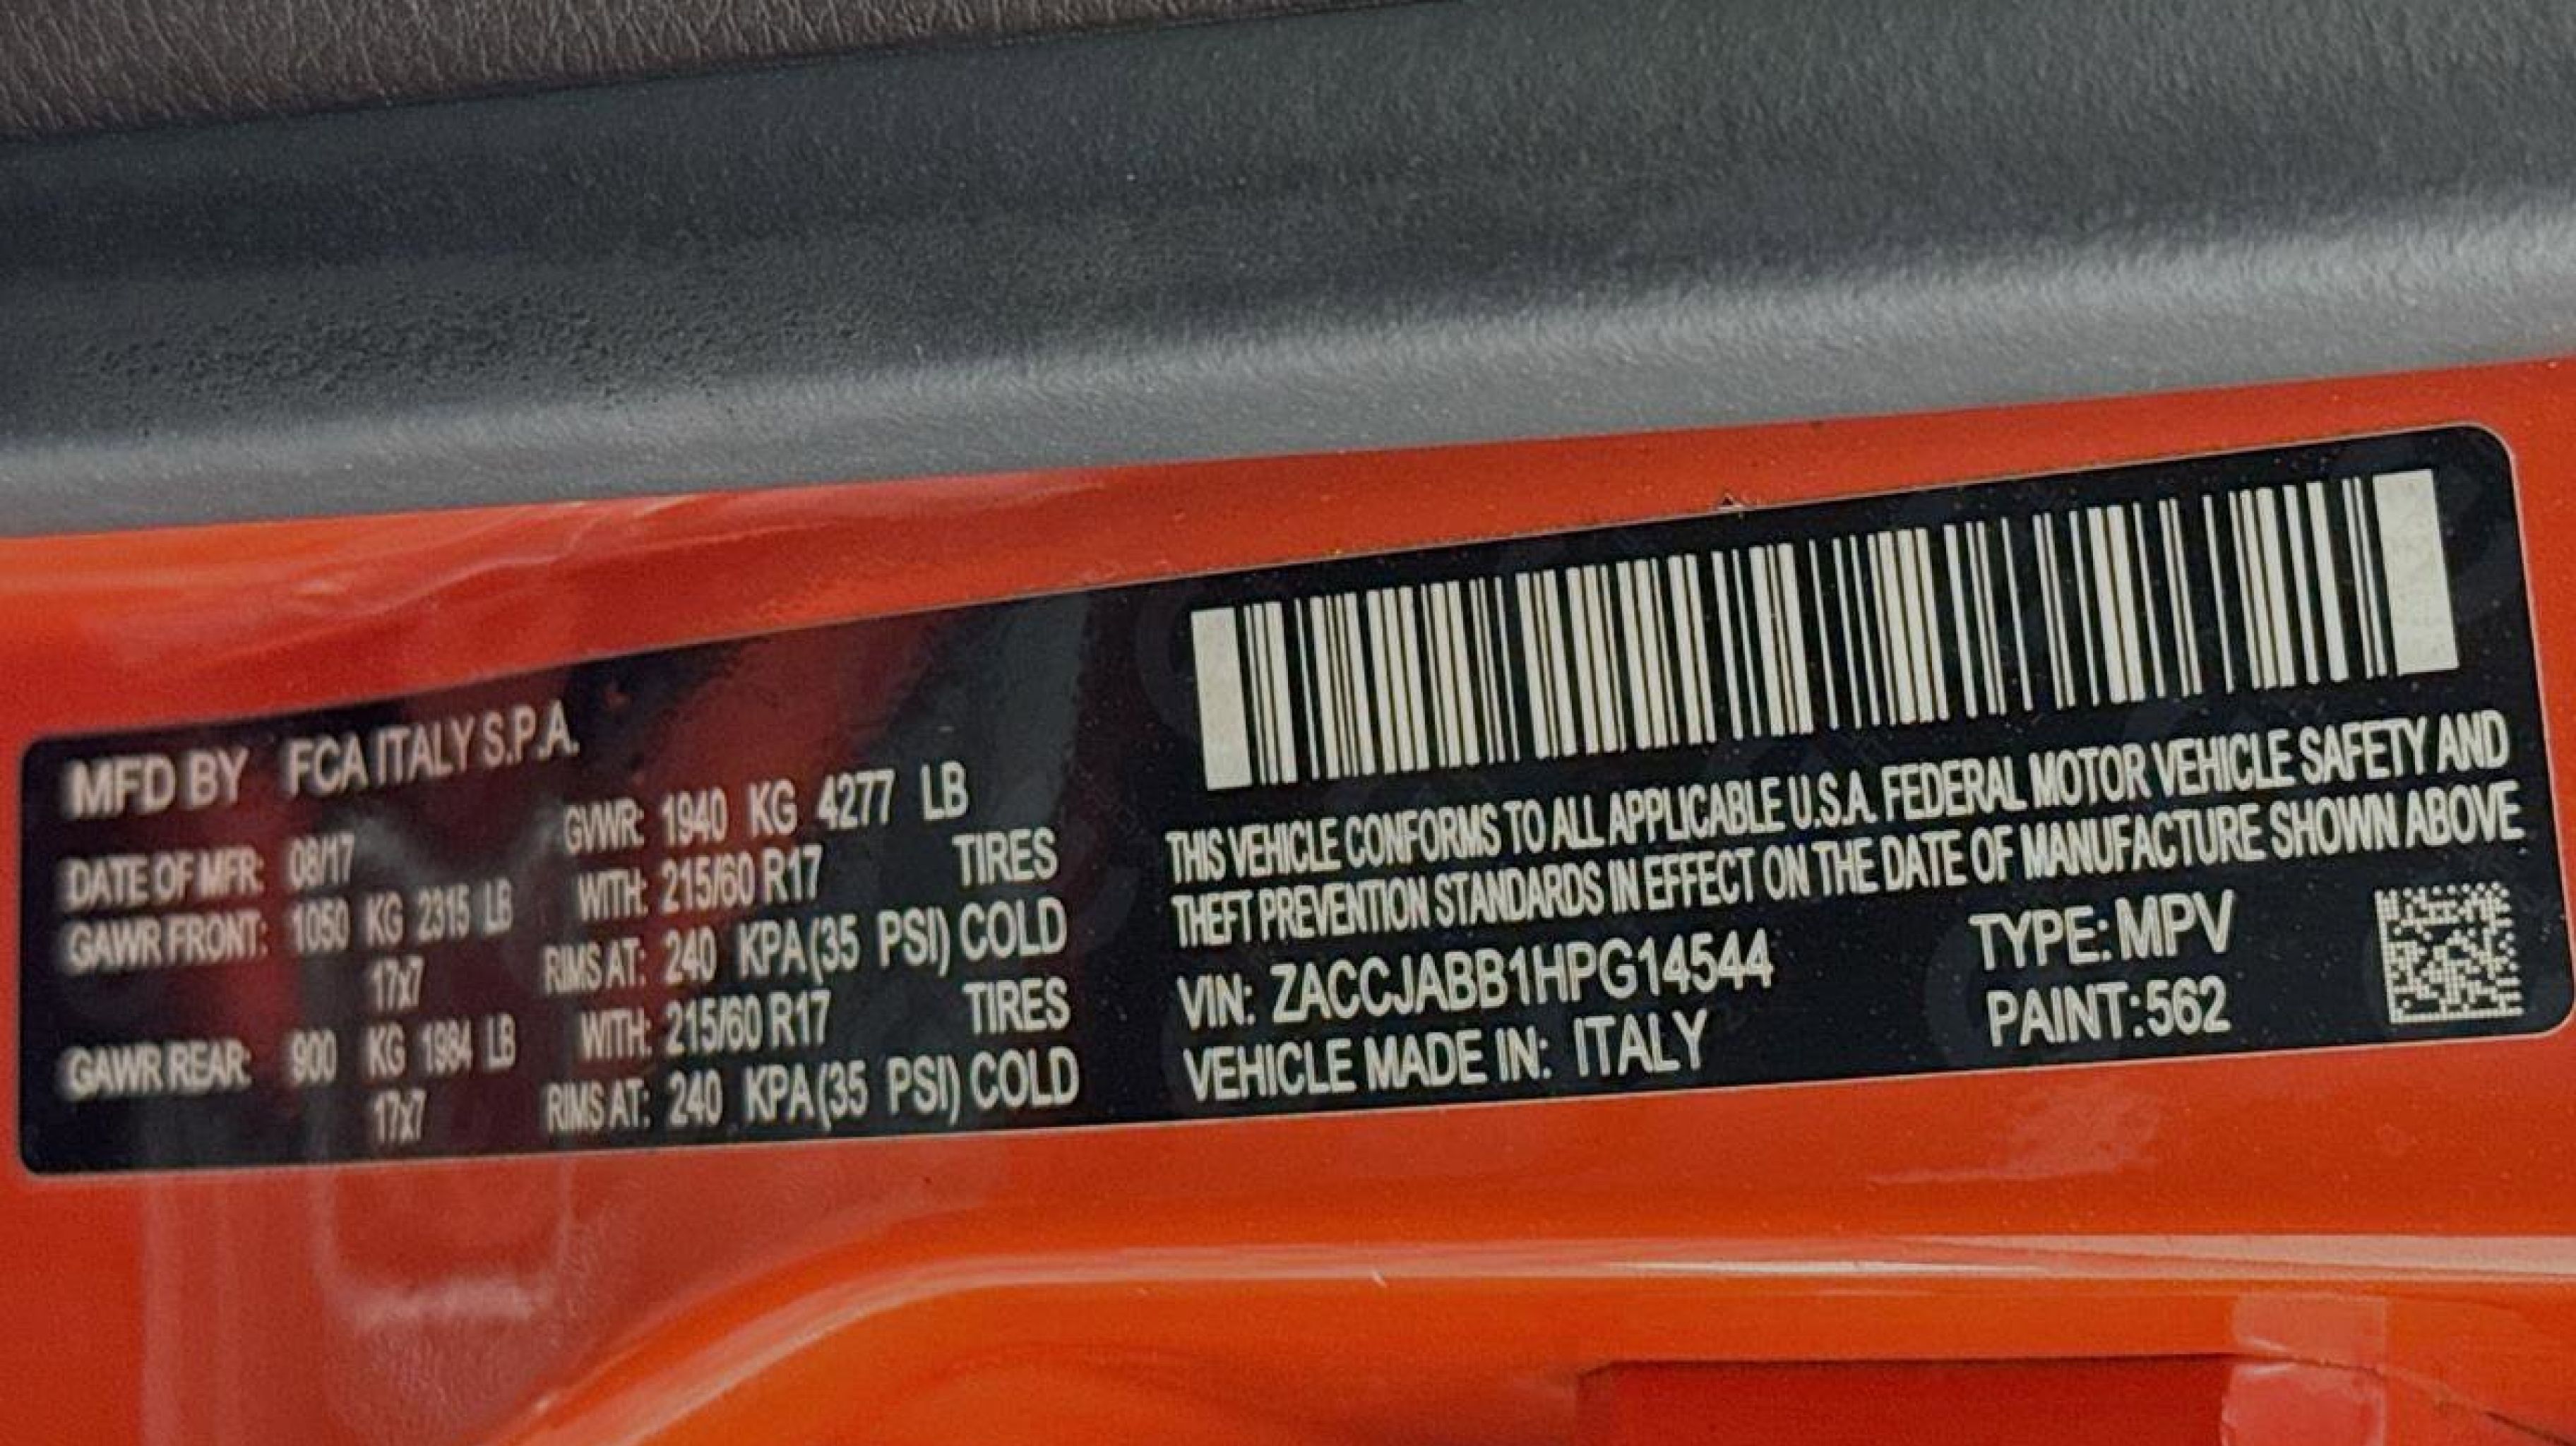 MFD BY FCA ITALY S.P.A.
DATE OF MFR: 08/17 GVWR: 1940 KG 4277 LB
GAWR FRONT: 1050 KG 2315 LB WITH: 215/60 R17 TIRES
17x7 RIMS AT: 240 KPA(35 PSI) COLD
GAWR REAR: 900 KG 1984 LB WITH: 215/60 R17 TIRES
17x7 RIMS AT: 240 KPA(35 PSI) COLD
THIS VEHICLE CONFORMS TO ALL APPLICABLE U.S.A. FEDERAL MOTOR VEHICLE SAFETY AND
THEFT PREVENTION STANDARDS IN EFFECT ON THE DATE OF MANUFACTURE SHOWN ABOVE
VIN: ZACCJABB1HPG14544 TYPE: MPV
VEHICLE MADE IN: ITALY PAINT:562